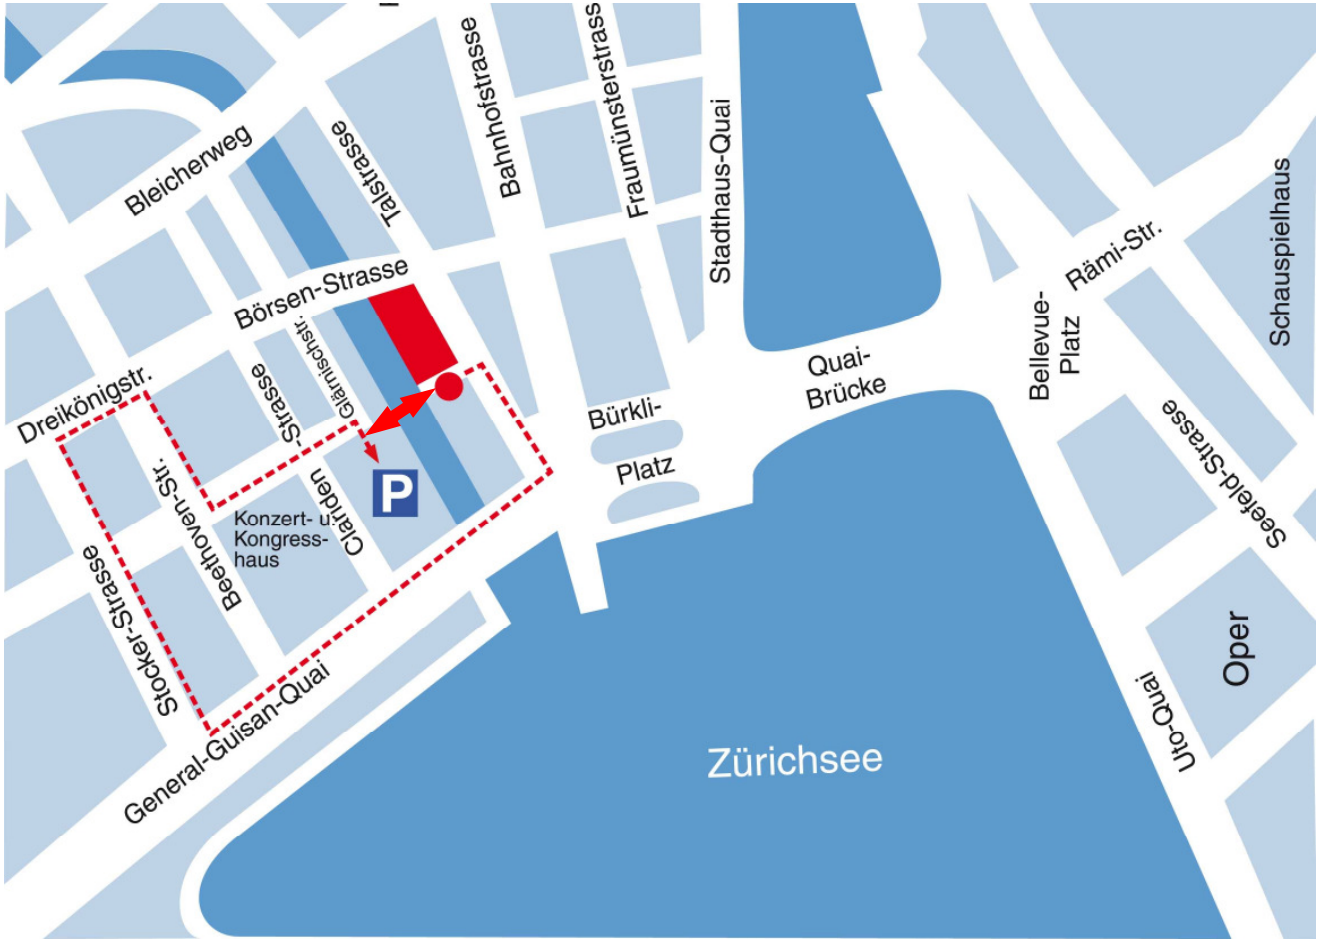 Bahnhofstrasse
Fraumünsterstrass
Stadthaus-Quai
Talstrasse
Bleicherweg
Schauspielhaus
Rämi-Str.
Börsen-Strasse
Glärnischstr.
Bellevue-
Platz
Quai-
Brücke
Dreikönigstr.
-Strasse
Clariden
Bürkli-
Platz
Seefeld-Strasse
P
Konzert- u.
Kongress-
haus
Beethoven-Str.
Stocker-Strasse
General-Guisan-Quai
Oper
Uto-Quai
Zürichsee